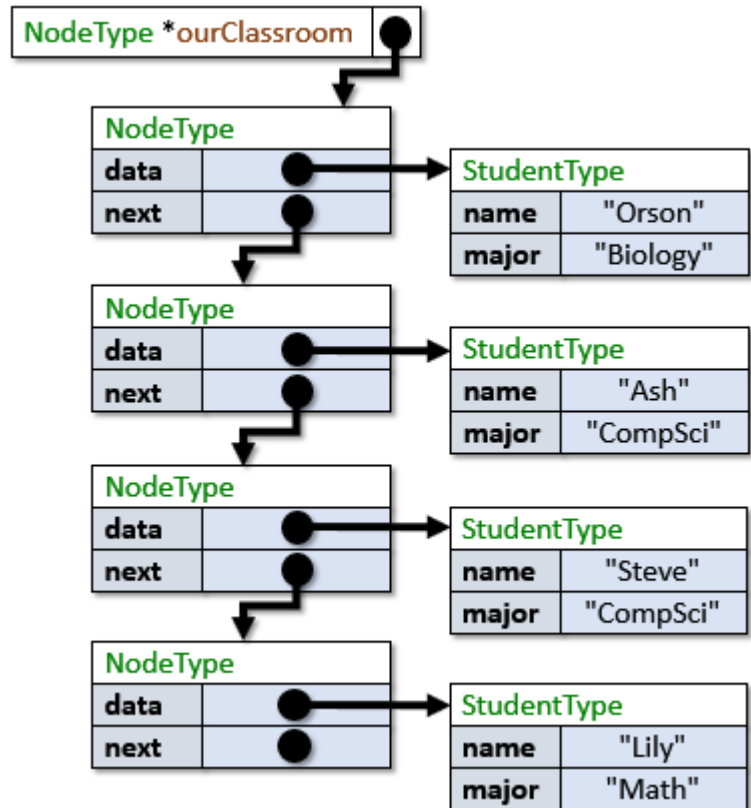 NodeType *ourClassroom
NodeType
data
next
StudentType
name "Orson"
major "Biology"
NodeType
data
next
StudentType
name "Ash"
major "CompSci"
NodeType
data
next
StudentType
name "Steve"
major "CompSci"
NodeType
data
next
StudentType
name "Lily"
major "Math"